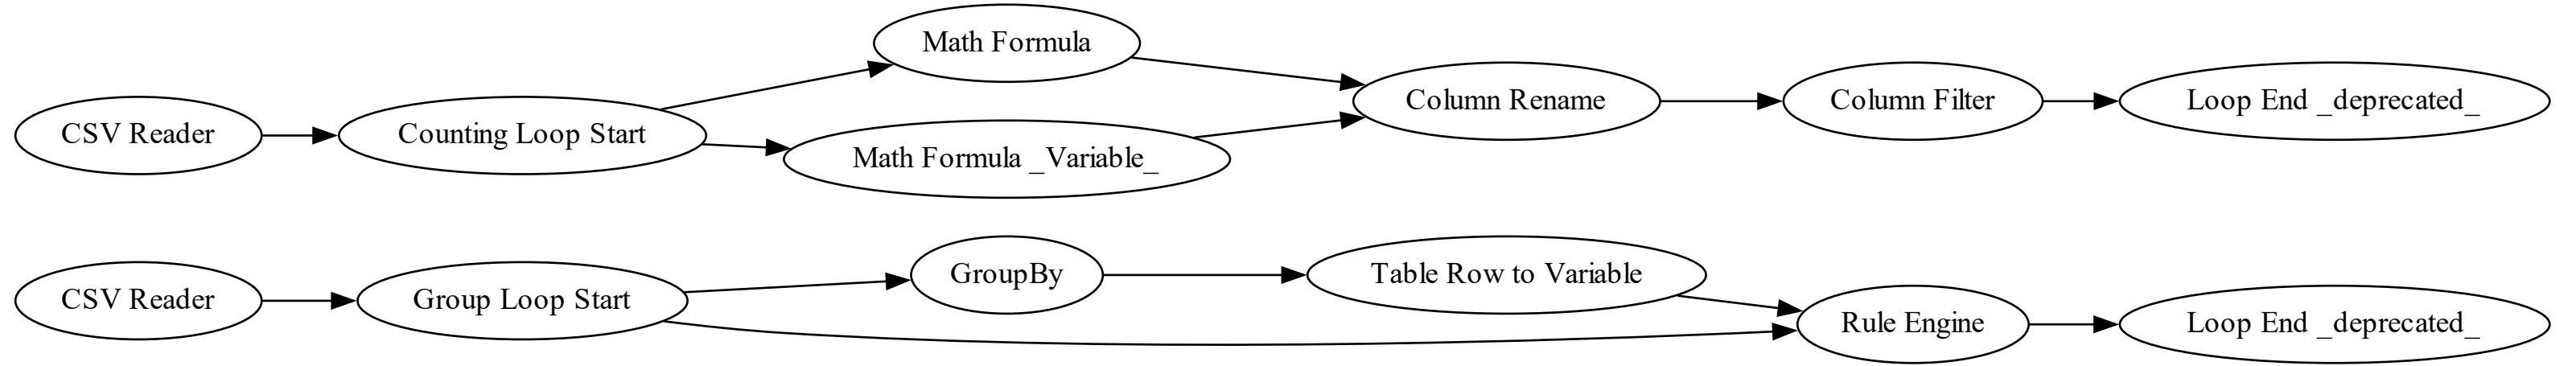 Math Formula
CSV Reader
Counting Loop Start
Math Formula _Variable_
Column Rename
Column Filter
Loop End _deprecated_
CSV Reader
Group Loop Start
GroupBy
Table Row to Variable
Rule Engine
Loop End _deprecated_